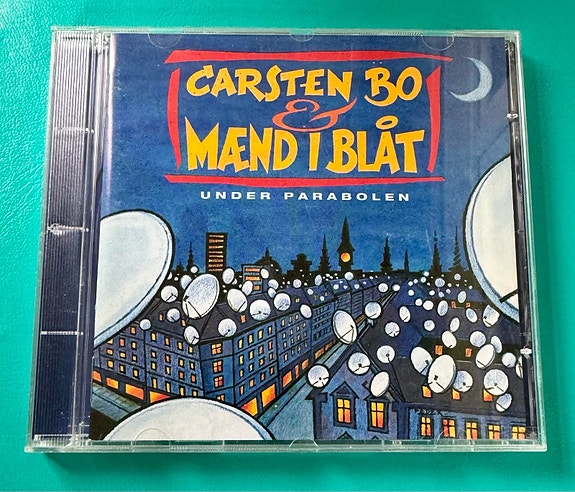 CARSTEN BO
&
MÆND I BLÅT
UNDER PARABOLEN